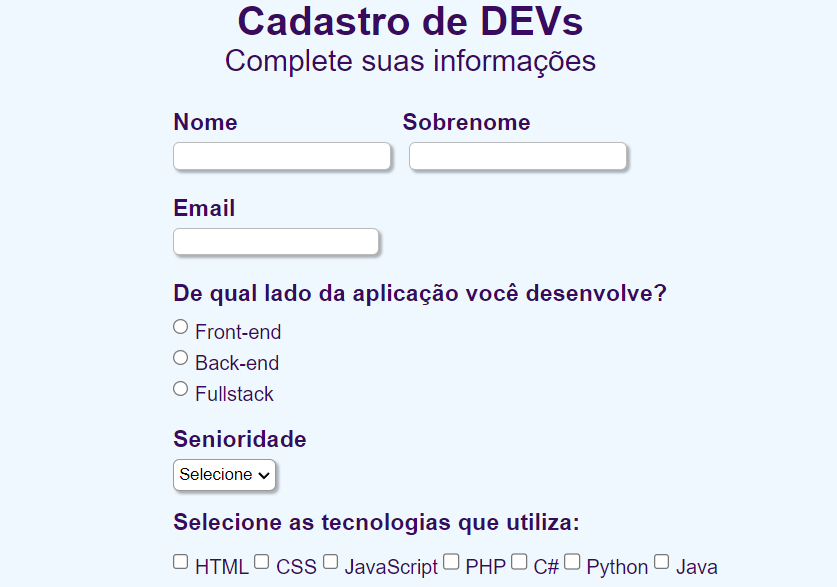 Cadastro de DEVs
Complete suas informações
Nome Sobrenome
Email
De qual lado da aplicação você desenvolve?
Front-end
Back-end
Fullstack
Senioridade
Selecione
Selecione as tecnologias que utiliza:
HTML CSS JavaScript PHP C# Python Java